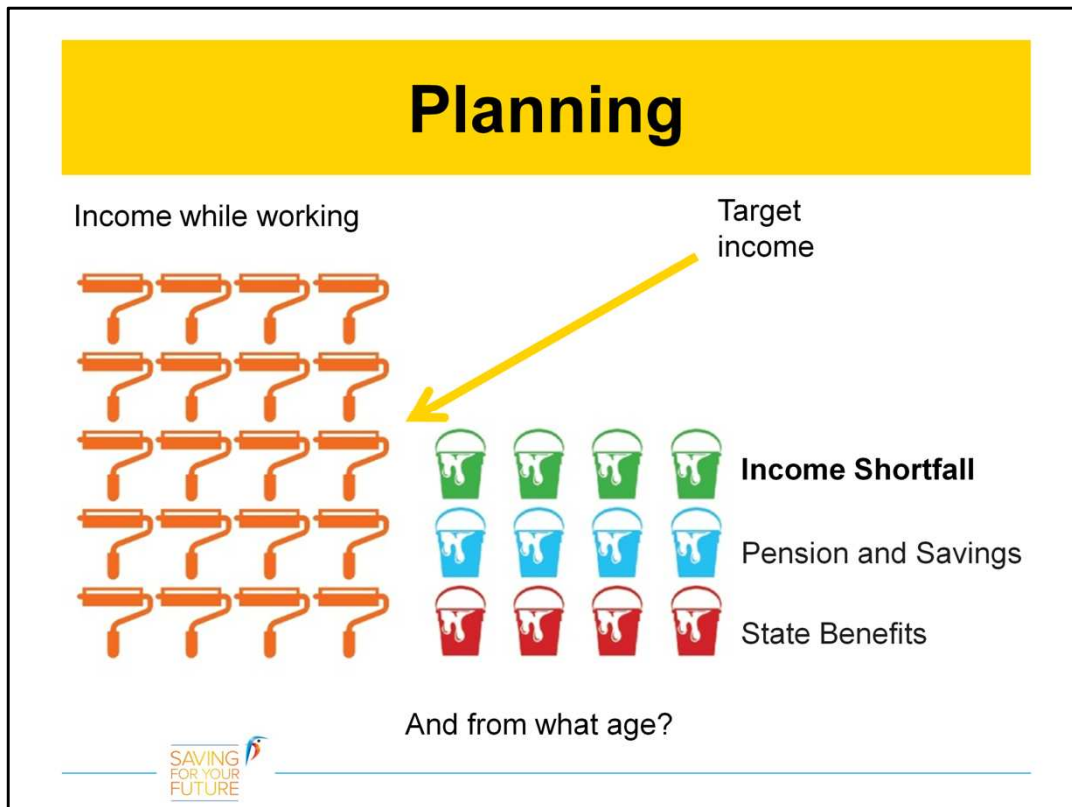 Planning
Income while working
Target
income
Income Shortfall
Pension and Savings
State Benefits
And from what age?
SAVING
FOR YOUR
FUTURE